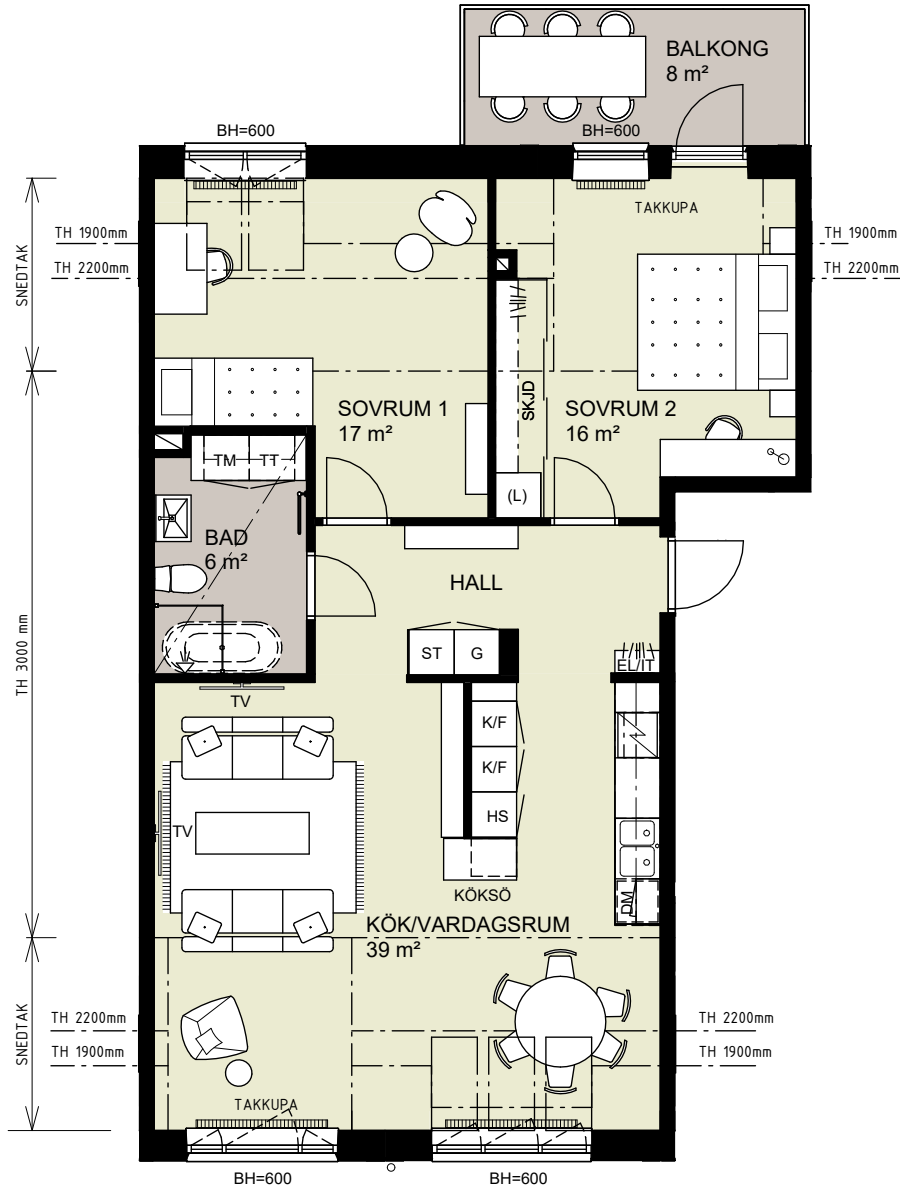 BALKONG
8 m²
BH=600
BH=600
TAKKUPA
TH 1900mm
TH 1900mm
TH 2200mm
TH 2200mm
SNEDTAK
SKJD
SOVRUM 1
17 m²
SOVRUM 2
16 m²
TM
TT
(L)
BAD
6 m²
HALL
ST
G
EL/IT
TH 3000 mm
TV
K/F
K/F
HS
TV
DM
KÖKSÖ
KÖK/VARDAGSRUM
39 m²
SNEDTAK
TH 2200mm
TH 2200mm
TH 1900mm
TH 1900mm
TAKKUPA
BH=600
BH=600